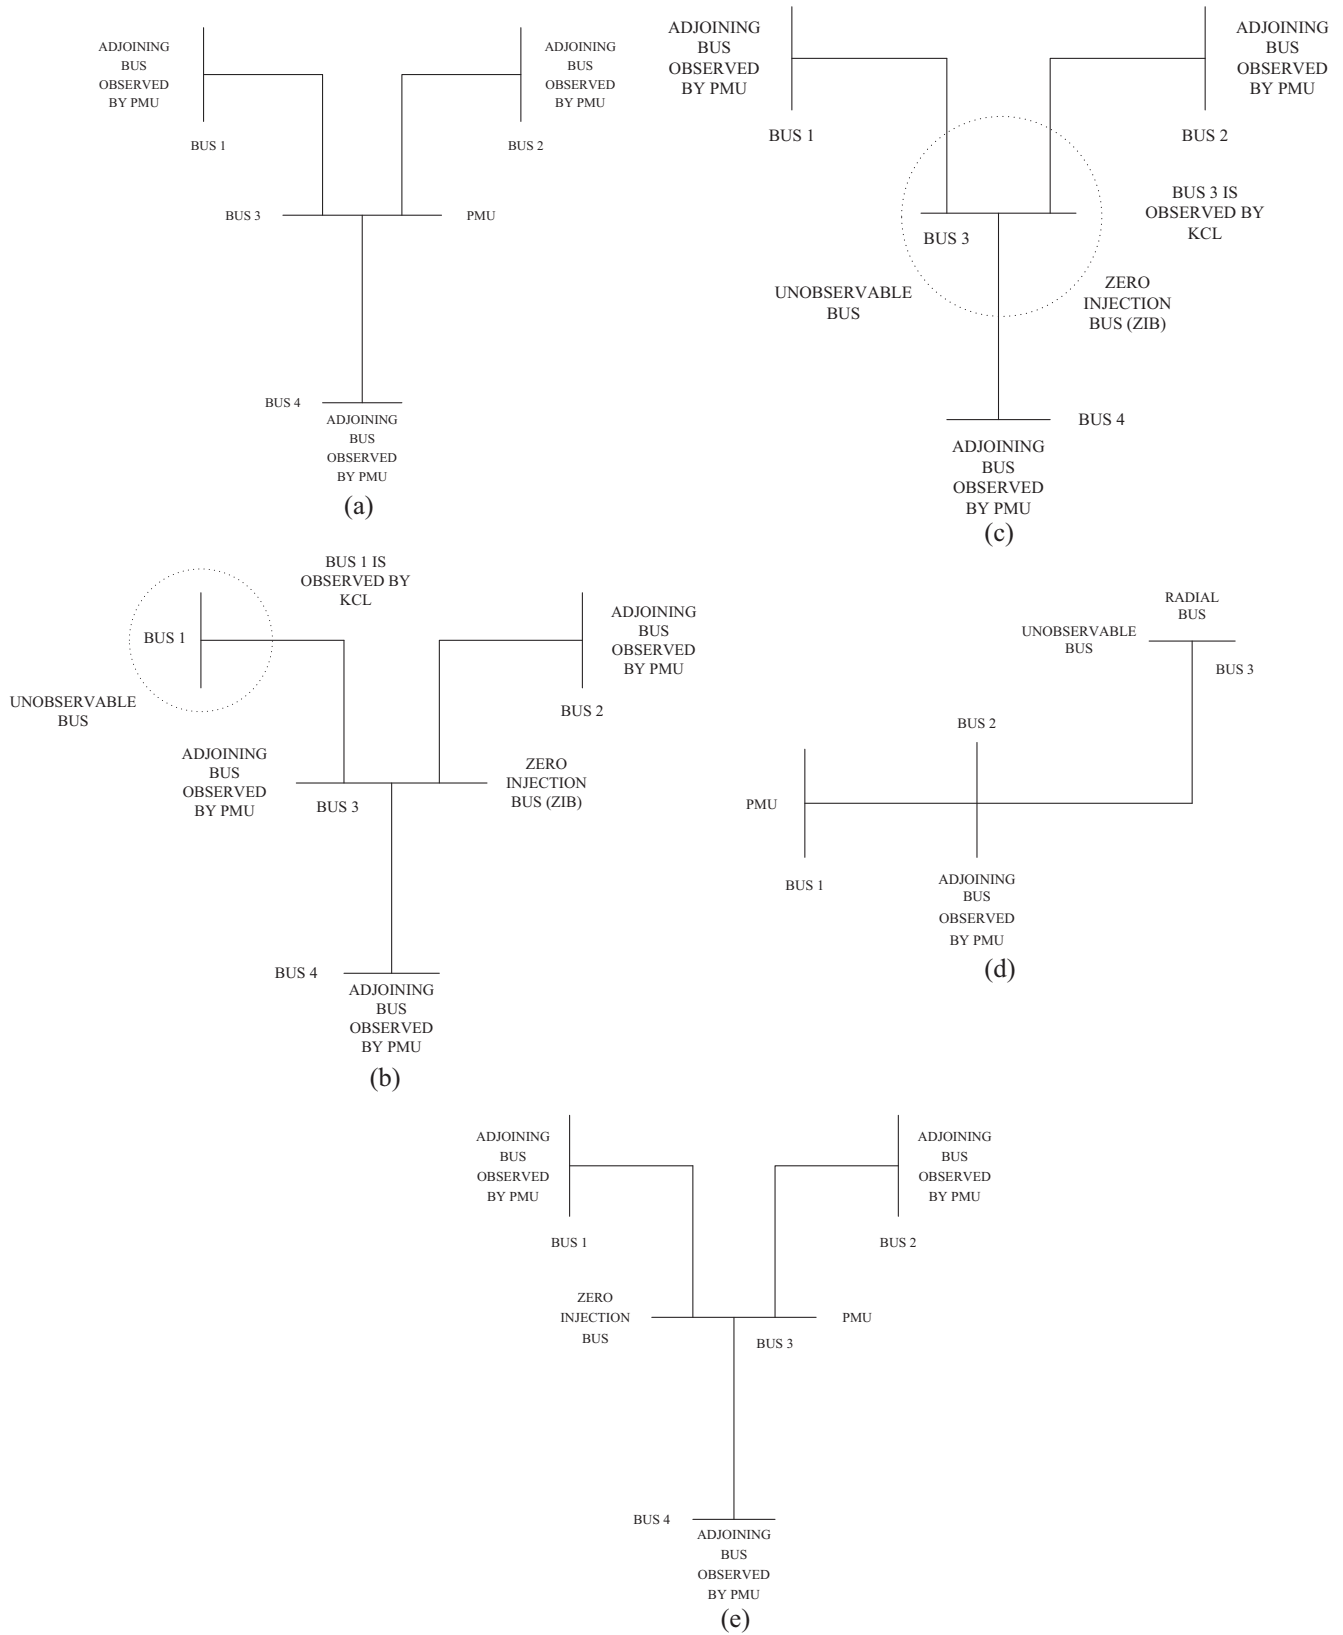 ADJOINING
BUS
OBSERVED
BY PMU
BUS 1
ADJOINING
BUS
OBSERVED
BY PMU
BUS 2
BUS 3
PMU
BUS 4
ADJOINING
BUS
OBSERVED
BY PMU
(a)
ADJOINING
BUS
OBSERVED
BY PMU
BUS 1
ADJOINING
BUS
OBSERVED
BY PMU
BUS 2
BUS 3 IS
OBSERVED BY
KCL
BUS 3
UNOBSERVABLE
BUS
ZERO
INJECTION
BUS (ZIB)
BUS 4
ADJOINING
BUS
OBSERVED
BY PMU
(c)
BUS 1 IS
OBSERVED BY
KCL
BUS 1
UNOBSERVABLE
BUS
ADJOINING
BUS
OBSERVED
BY PMU
BUS 2
ADJOINING
BUS
OBSERVED
BY PMU
BUS 3
ZERO
INJECTION
BUS (ZIB)
BUS 4
ADJOINING
BUS
OBSERVED
BY PMU
(b)
RADIAL
BUS
UNOBSERVABLE
BUS
BUS 3
BUS 2
PMU
BUS 1
ADJOINING
BUS
OBSERVED
BY PMU
(d)
ADJOINING
BUS
OBSERVED
BY PMU
BUS 1
ADJOINING
BUS
OBSERVED
BY PMU
BUS 2
ZERO
INJECTION
BUS
PMU
BUS 3
BUS 4
ADJOINING
BUS
OBSERVED
BY PMU
(e)